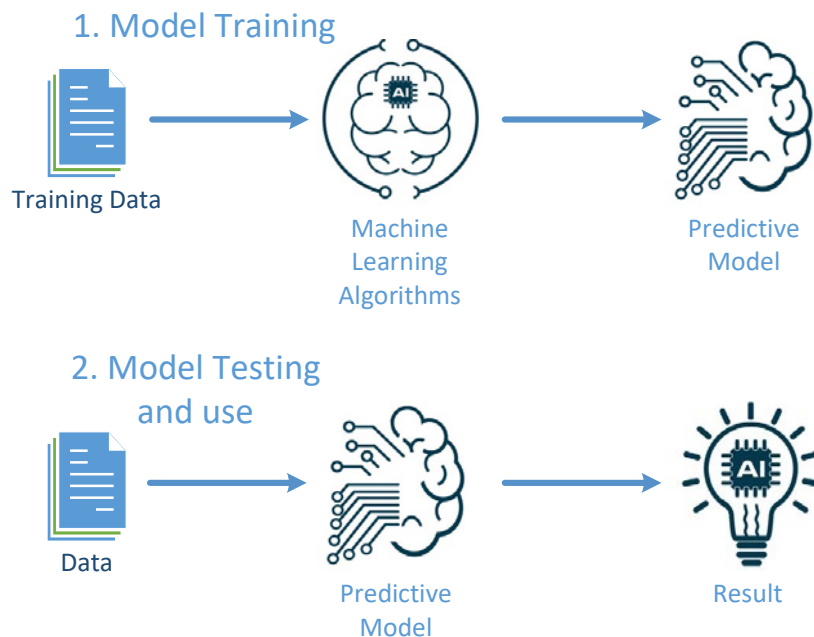 1. Model Training
AI
Training Data
Machine
Learning
Algorithms
Predictive
Model
2. Model Testing
and use
AI
Data
Predictive
Model
Result